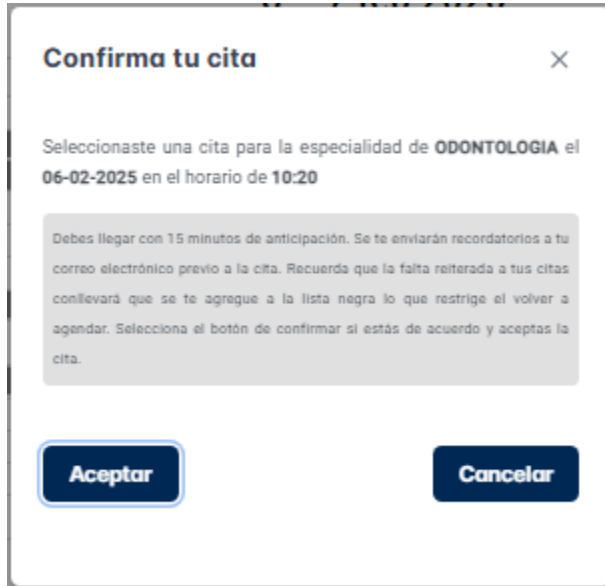 Confirma tu cita
Seleccionaste una cita para la especialidad de ODONTOLOGIA el
06-02-2025 en el horario de 10:20
Debes llegar con 15 minutos de anticipación. Se te enviarán recordatorios a tu
correo electrónico previo a la cita. Recuerda que la falta reiterada a tus citas
conllevará que se te agregue a la lista negra lo que restrige el volver a
agendar. Selecciona el botón de confirmar si estás de acuerdo y aceptas la
cita.
Aceptar
Cancelar